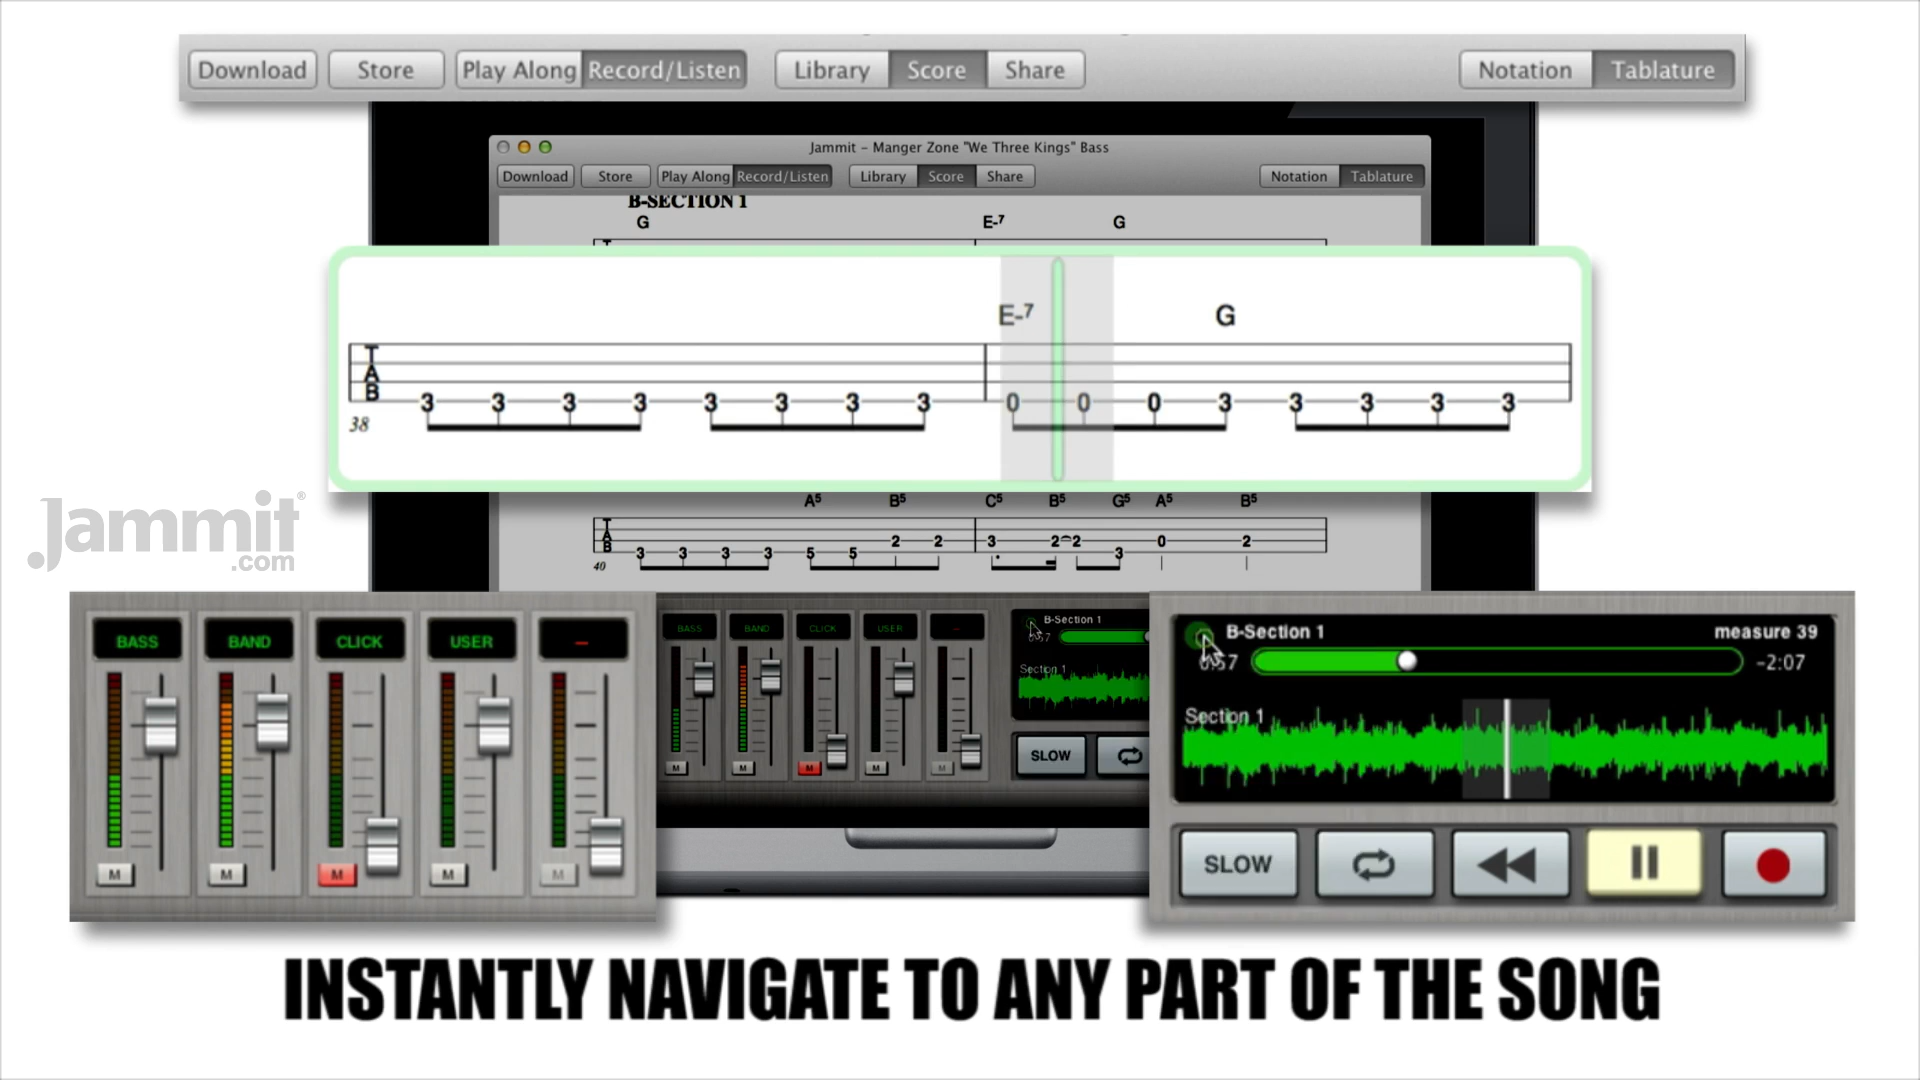 Download Store Play Along Record/Listen Library Score Share Notation Tablature
Jammit – Manger Zone "We Three Kings" Bass
Download Store Play Along Record/Listen Library Score Share Notation Tablature
B-SECTION 1
G E-7 G
T
E-7 G
T
A
B
3 3 3 3 3 3 3 3 0 0 0 3 3 3 3 3
38
Jammit®
.com
A5 B5 C5 B5 G5 A5 B5
T
A
B
3 3 3 3 5 5 2 2 3 2 2 3 0 2
40
BASS BAND CLICK USER –
M M M M M
BASS BAND CLICK USER –
M M M M M
B-Section 1
Section 1
SLOW
B-Section 1 measure 39
0:57 -2:07
Section 1
SLOW
INSTANTLY NAVIGATE TO ANY PART OF THE SONG